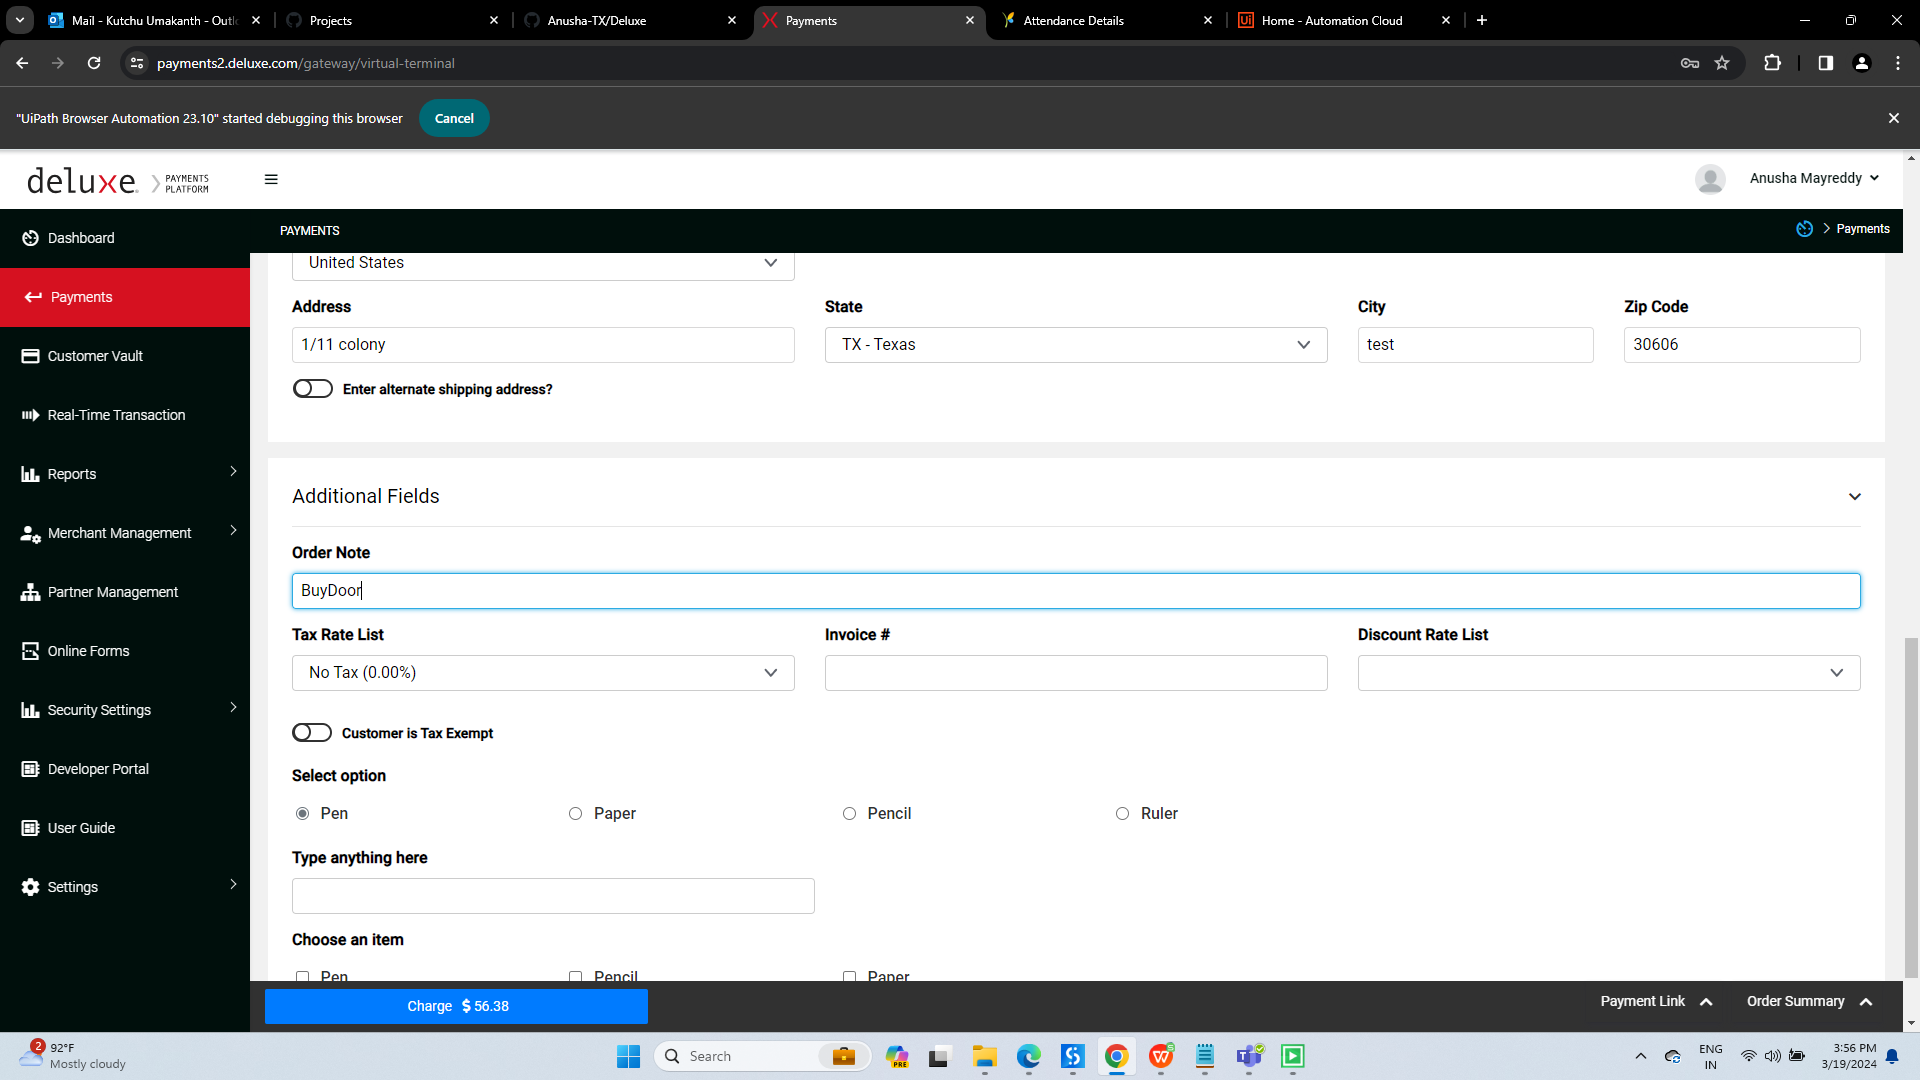 Mail - Kutchu Umakanth - Outl
Projects
Anusha-TX/Deluxe
Payments
Attendance Details
Ui Home - Automation Cloud
payments2.deluxe.com/gateway/virtual-terminal
"UiPath Browser Automation 23.10" started debugging this browser
Cancel
deluxe. PAYMENTS PLATFORM
Anusha Mayreddy
Dashboard
PAYMENTS
Payments
Payments
Customer Vault
Real-Time Transaction
Reports
Merchant Management
Partner Management
Online Forms
Security Settings
Developer Portal
User Guide
Settings
United States
Address State City Zip Code
1/11 colony TX - Texas test 30606
Enter alternate shipping address?
Additional Fields
Order Note
BuyDoor
Tax Rate List Invoice # Discount Rate List
No Tax (0.00%)
Customer is Tax Exempt
Select option
Pen Paper Pencil Ruler
Type anything here
Choose an item
Pen Pencil Paper
Charge $ 56.38
Payment Link Order Summary
2
92°F
Mostly cloudy
Search
PRE
ENG
IN
3:56 PM
3/19/2024